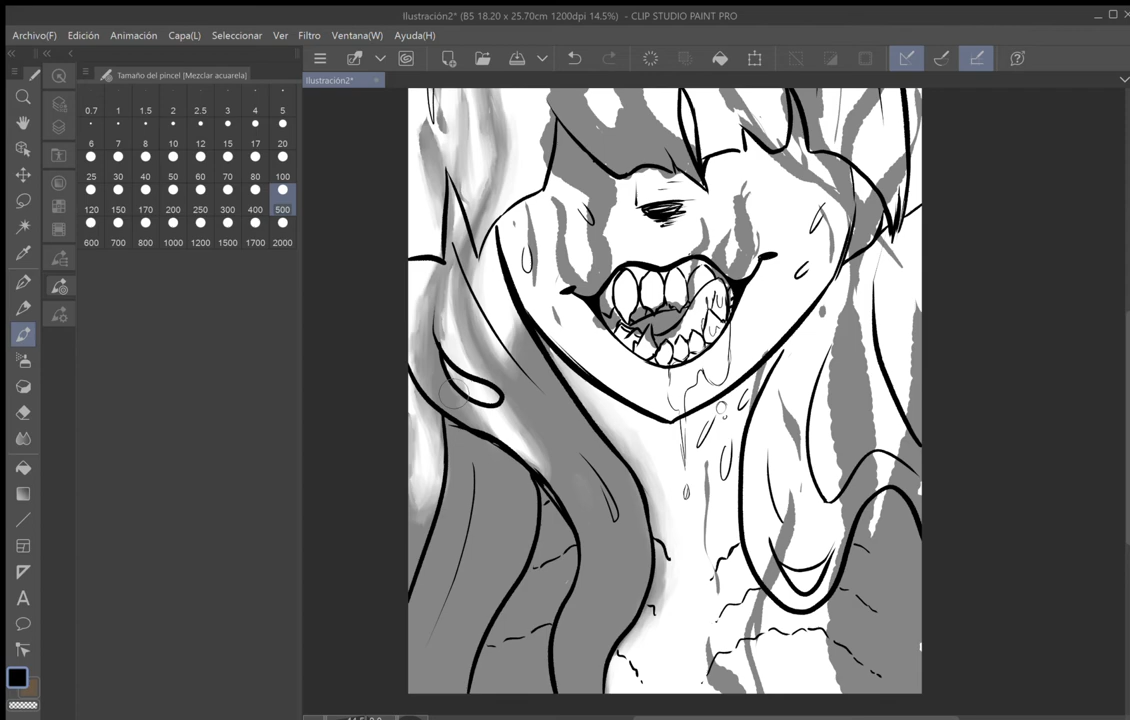 Ilustración2* (B5 18.20 x 25.70cm 1200dpi 14.5%) - CLIP STUDIO PAINT PRO
Archivo(F) Edición Animación Capa(L) Seleccionar Ver Filtro Ventana(W) Ayuda(H)
Tamaño del pincel [Mezclar acuarela]
Ilustración2*
0.7 1 1.5 2 2.5 3 4 5
6 7 8 10 12 15 17 20
25 30 40 50 60 70 80 100
120 150 170 200 250 300 400 500
600 700 800 1000 1200 1500 1700 2000